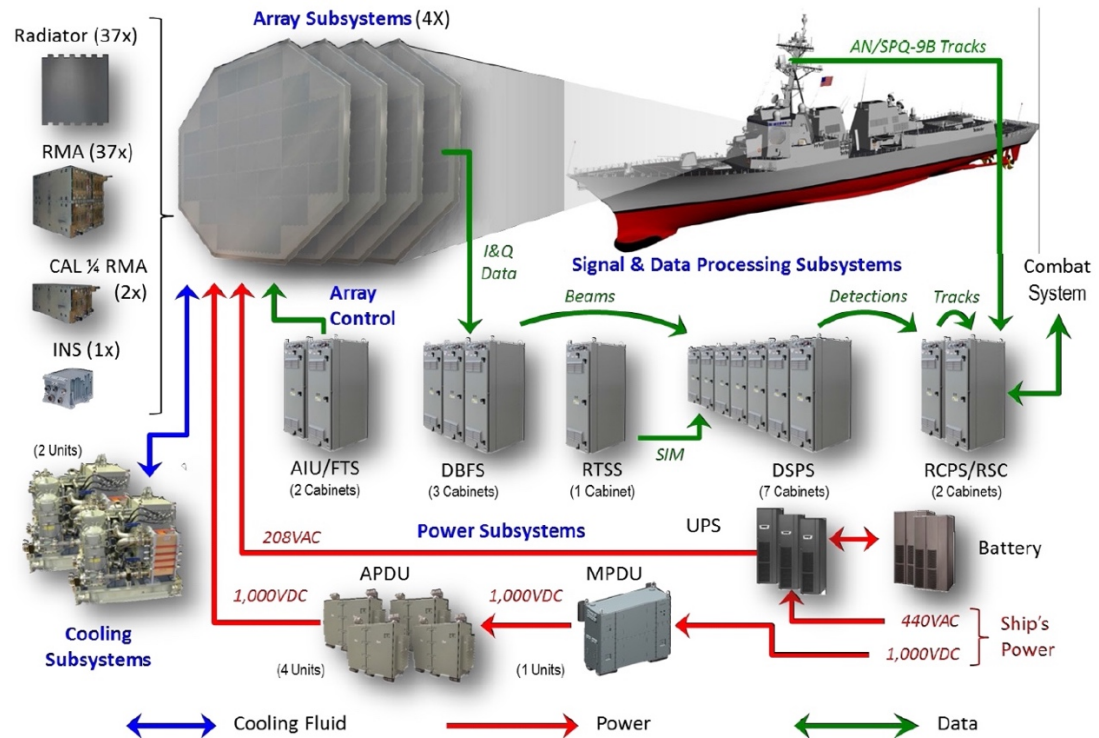 Array Subsystems (4X)
Radiator (37x)
RMA (37x)
CAL ¼ RMA
(2x)
INS (1x)
AN/SPQ-9B Tracks
I&Q
Data
Signal & Data Processing Subsystems
Combat
System
Array
Control
Beams
Detections
Tracks
SIM
AIU/FTS
(2 Cabinets)
DBFS
(3 Cabinets)
RTSS
(1 Cabinet)
DSPS
(7 Cabinets)
RCPS/RSC
(2 Cabinets)
(2 Units)
Cooling
Subsystems
Power Subsystems
208VAC
UPS
Battery
APDU
MPDU
1,000VDC
1,000VDC
440VAC
1,000VDC
Ship's
Power
(4 Units)
(1 Units)
Cooling Fluid
Power
Data